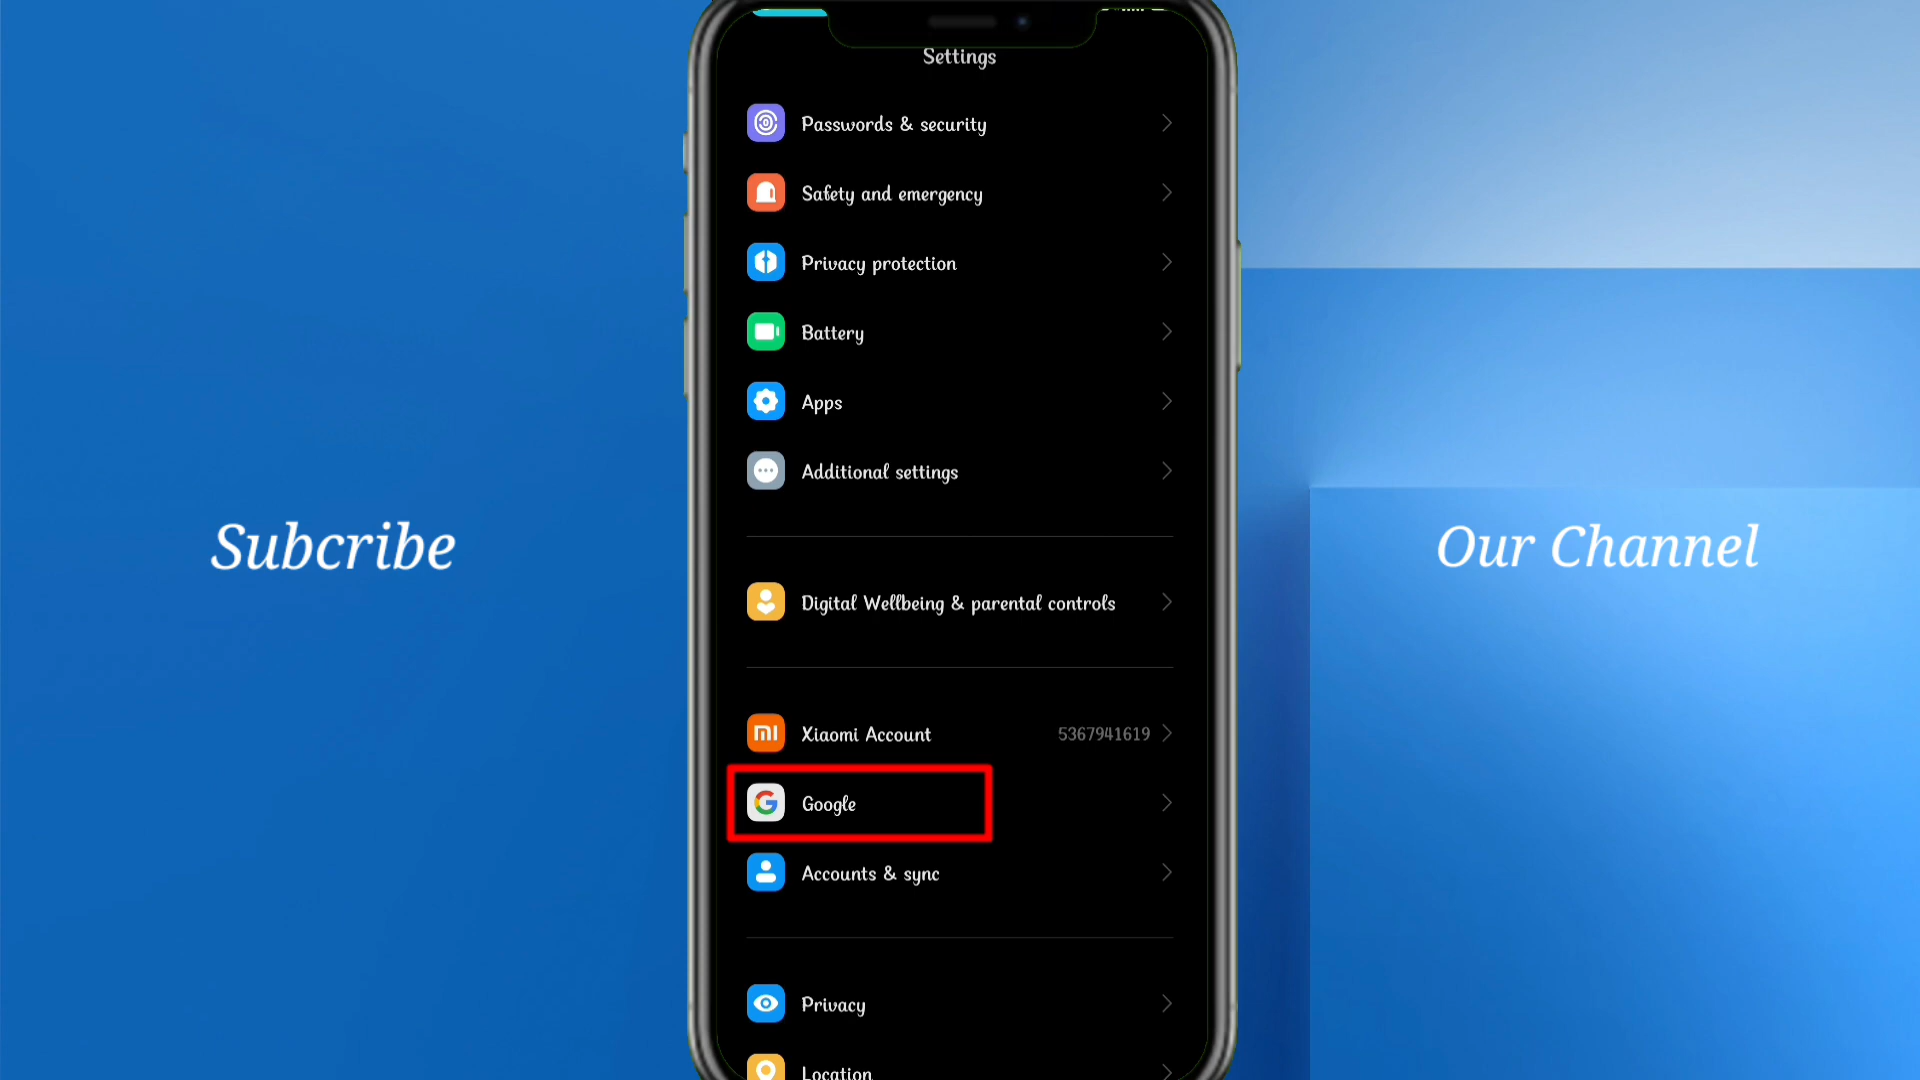 Settings
Passwords & security
Safety and emergency
Privacy protection
Battery
Apps
Additional settings
Subcribe
Our Channel
Digital Wellbeing & parental controls
Xiaomi Account 5367941619
Google
Accounts & sync
Privacy
Location